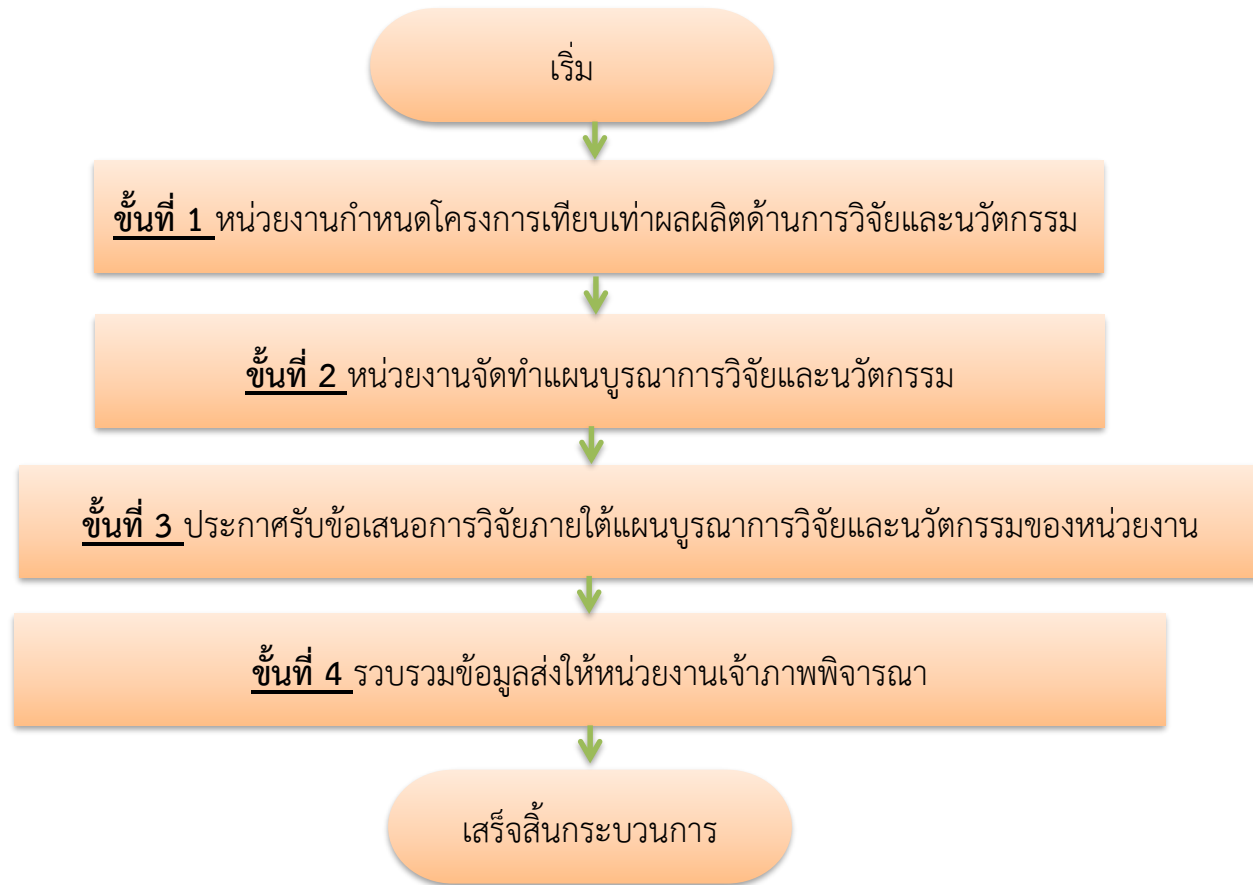 เริ่ม
ขั้นที่ 1 หน่วยงานกำหนดโครงการเทียบเท่าผลผลิตด้านการวิจัยและนวัตกรรม
ขั้นที่ 2 หน่วยงานจัดทำแผนบูรณาการวิจัยและนวัตกรรม
ขั้นที่ 3 ประกาศรับข้อเสนอการวิจัยภายใต้แผนบูรณาการวิจัยและนวัตกรรมของหน่วยงาน
ขั้นที่ 4 รวบรวมข้อมูลส่งให้หน่วยงานเจ้าภาพพิจารณา
เสร็จสิ้นกระบวนการ